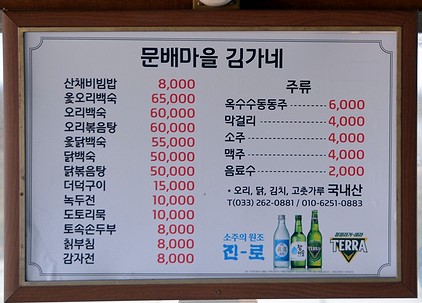 문배마을 김가네
산채비빔밥 8,000
옻오리백숙 65,000
오리백숙 60,000
오리볶음탕 60,000
옻닭백숙 55,000
닭백숙 50,000
닭볶음탕 50,000
더덕구이 15,000
녹두전 10,000
도토리묵 10,000
토속손두부 8,000
취부침 8,000
감자전 8,000
주류
옥수수동동주 6,000
막걸리 4,000
소주 4,000
맥주 4,000
음료수 2,000
• 오리, 닭, 김치, 고춧가루 국내산
T(033) 262-0881 / 010-6251-0883
소주의 원조
진-로
TERRA